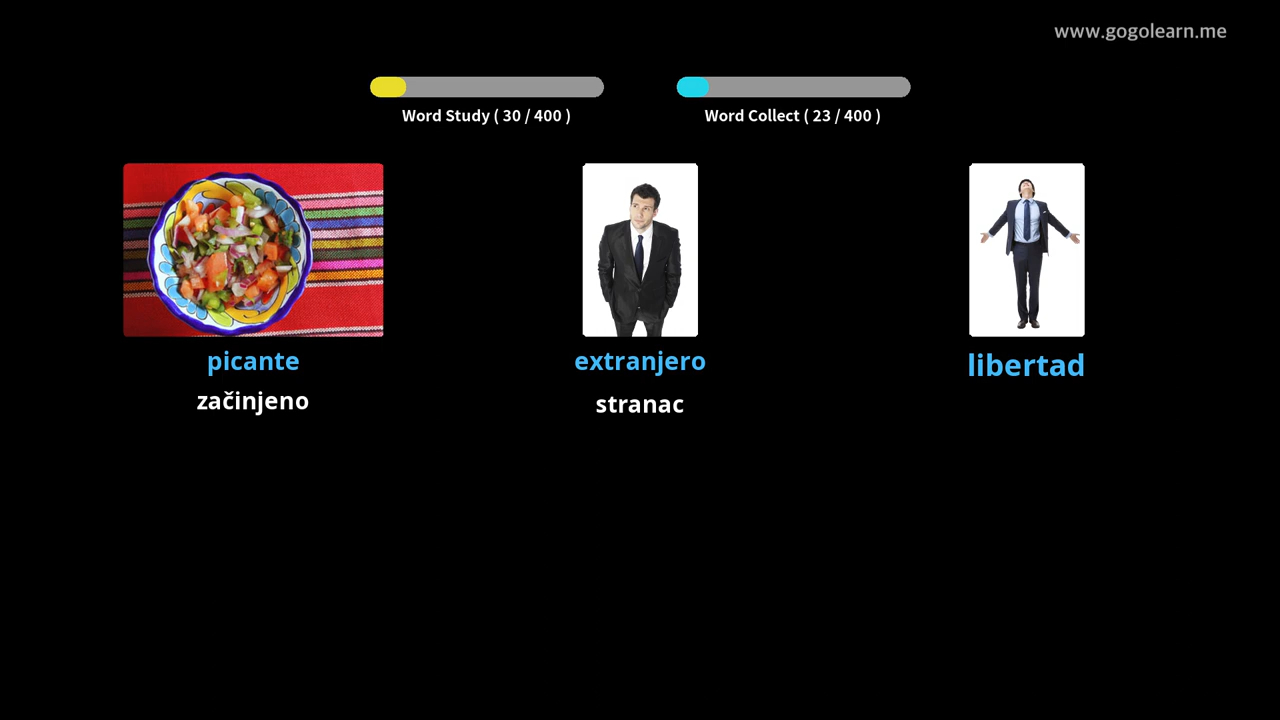 www.gogolearn.me
Word Study ( 30 / 400 )
Word Collect ( 23 / 400 )
picante
extranjero
libertad
začinjeno
stranac